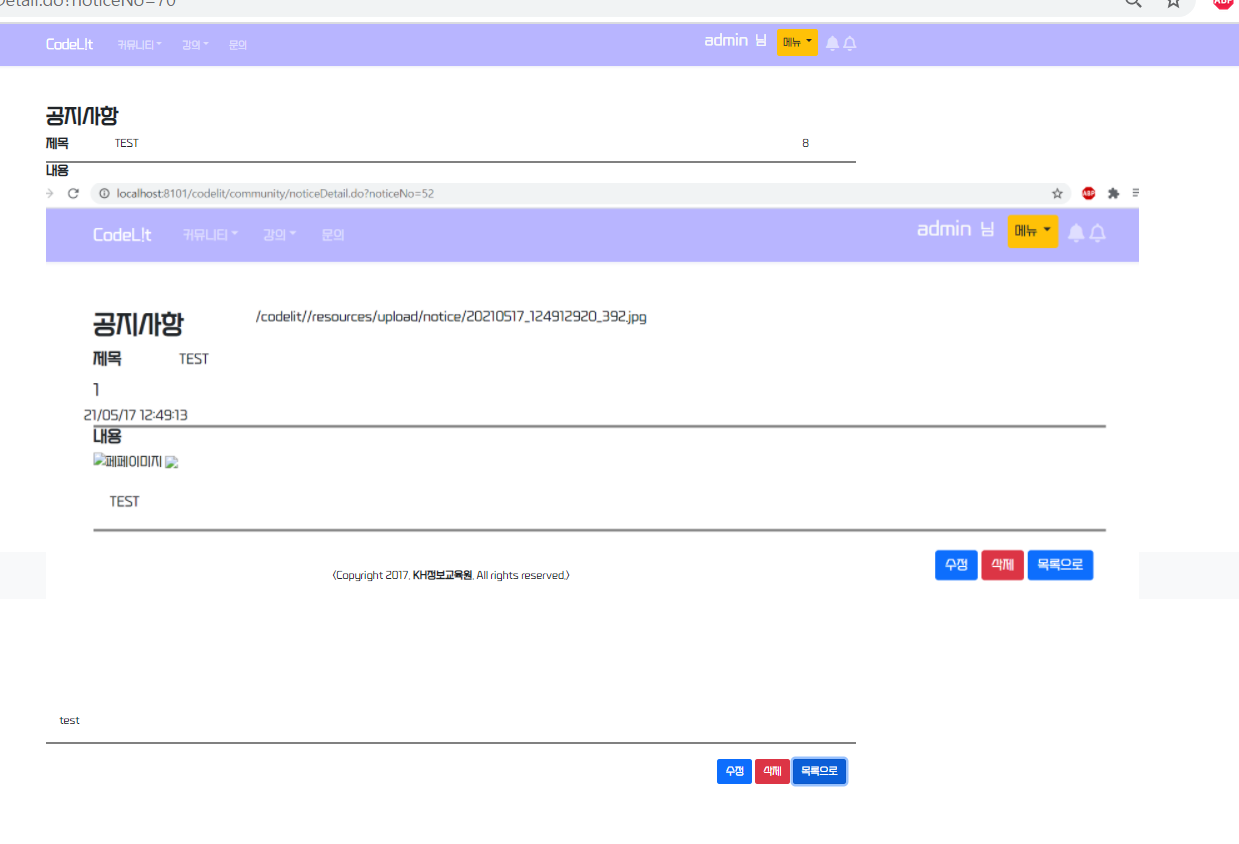 Detail.do?noticeNo=70
ABP
CodeL!t 커뮤니티 강의 문의 admin 님 메뉴
공지사항
제목 TEST 8
내용
localhost:8101/codelit/community/noticeDetail.do?noticeNo=52 ABP
CodeL!t 커뮤니티 강의 문의 admin 님 메뉴
공지사항 /codelit//resources/upload/notice/20210517_124912920_392.jpg
제목 TEST
1
21/05/17 12:49:13
내용
페페이미지
TEST
수정 삭제 목록으로
<Copyright 2017. KH정보교육원. All rights reserved.>
test
수정 삭제 목록으로